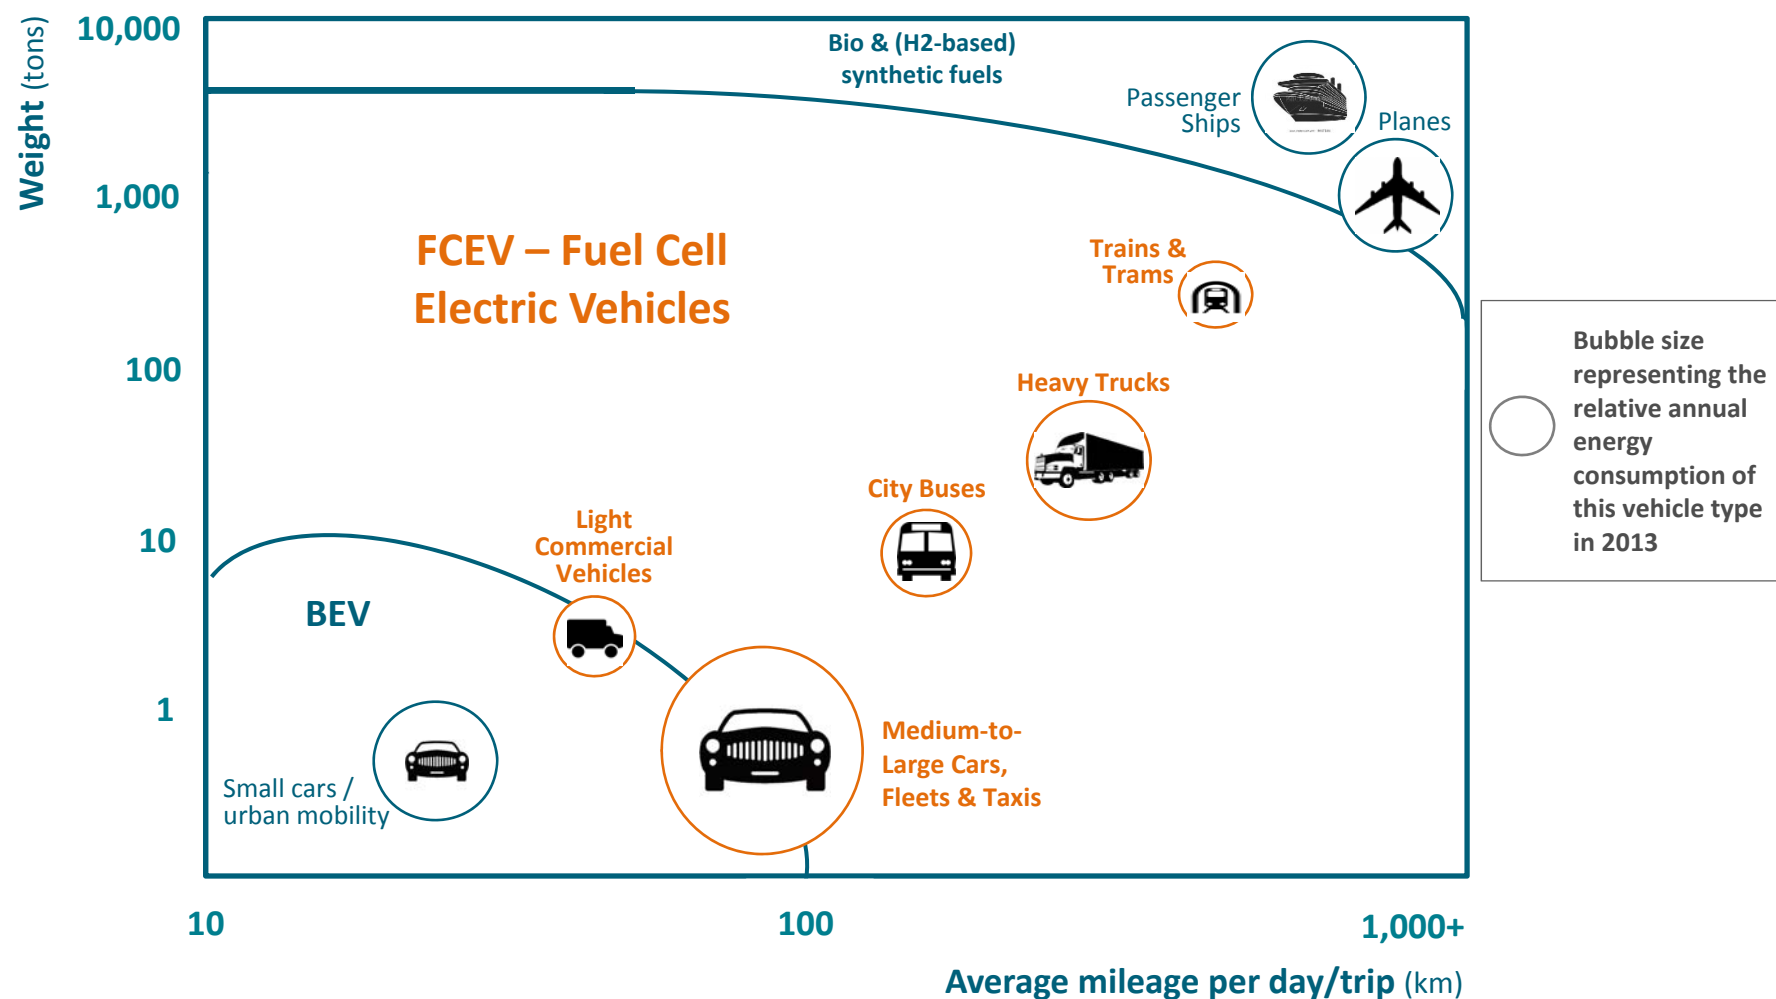 Weight (tons)
10,000
1,000
100
10
1
Bio & (H2-based)
synthetic fuels
Passenger
Ships
Planes
FCEV – Fuel Cell
Electric Vehicles
Trains &
Trams
Heavy Trucks
City Buses
Light
Commercial
Vehicles
BEV
Small cars /
urban mobility
Medium-to-
Large Cars,
Fleets & Taxis
10
100
1,000+
Average mileage per day/trip (km)
Bubble size
representing the
relative annual
energy
consumption of
this vehicle type
in 2013